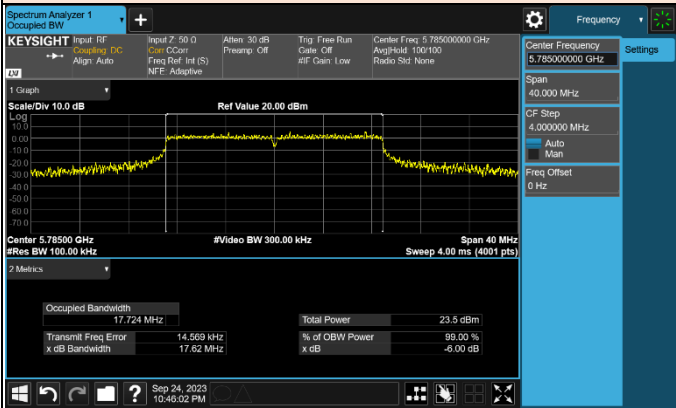 Spectrum Analyzer 1
Occupied BW
+
Frequency
KEYSIGHT
Input: RF
Coupling: DC
Align: Auto
Input Z: 50 Ω
Corr CCorr
Freq Ref: Int (S)
NFE: Adaptive
Atten: 30 dB
Preamp: Off
Trig: Free Run
Gate: Off
#IF Gain: Low
Center Freq: 5.785000000 GHz
Avg|Hold: 100/100
Radio Std: None
LXI
Center Frequency
5.785000000 GHz
Settings
Span
40.000 MHz
CF Step
4.000000 MHz
Auto
Man
Freq Offset
0 Hz
1 Graph
Scale/Div 10.0 dB
Ref Value 20.00 dBm
Log
10.0
0.00
-10.0
-20.0
-30.0
-40.0
-50.0
-60.0
-70.0
Center 5.78500 GHz
#Video BW 300.00 kHz
Span 40 MHz
#Res BW 100.00 kHz
Sweep 4.00 ms (4001 pts)
2 Metrics
Occupied Bandwidth
17.724 MHz
Total Power 23.5 dBm
Transmit Freq Error 14.569 kHz
% of OBW Power 99.00 %
x dB Bandwidth 17.62 MHz
x dB -6.00 dB
?
Sep 24, 2023
10:46:02 PM